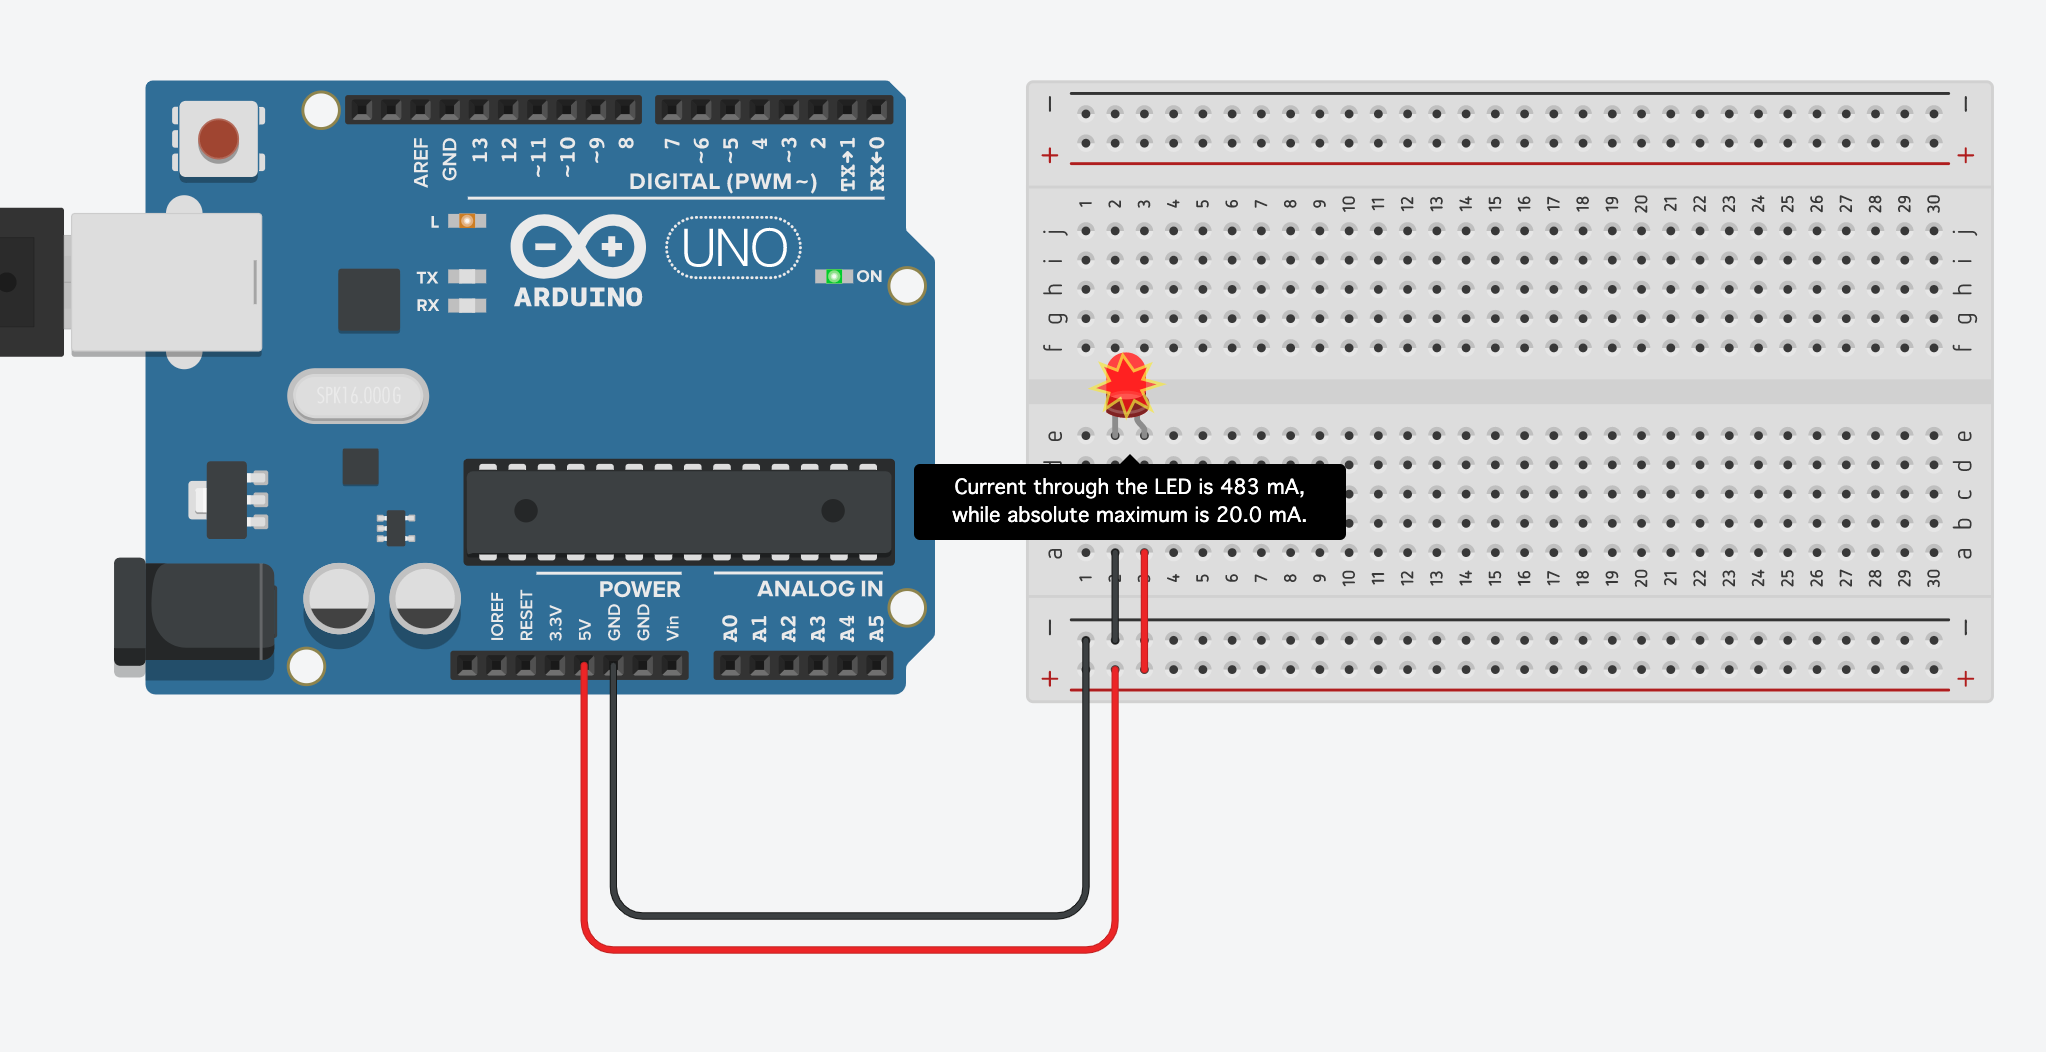 AREF
GND
13
12
~11
~10
~9
8
7
~6
~5
4
~3
2
TX→1
RX←0
DIGITAL (PWM~)
L
TX
RX
ARDUINO
UNO
ON
SPK16.000G
POWER
ANALOG IN
IOREF
RESET
3.3V
5V
GND
GND
Vin
A0
A1
A2
A3
A4
A5
− −
+ +
1 2 3 4 5 6 7 8 9 10 11 12 13 14 15 16 17 18 19 20 21 22 23 24 25 26 27 28 29 30
j j
i i
h h
g g
f f
e e
d d
c
b
a a
Current through the LED is 483 mA,
while absolute maximum is 20.0 mA.
1 2 3 4 5 6 7 8 9 10 11 12 13 14 15 16 17 18 19 20 21 22 23 24 25 26 27 28 29 30
− −
+ +